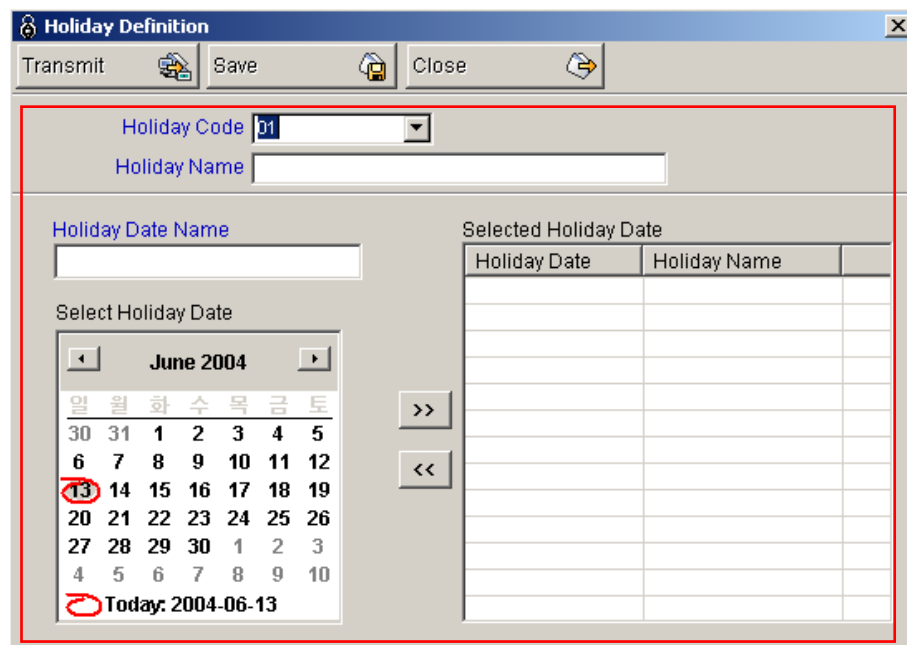 Holiday Definition
Transmit Save Close
Holiday Code 01
Holiday Name
Holiday Date Name
Selected Holiday Date
Holiday Date Holiday Name
Select Holiday Date
June 2004
일 월 화 수 목 금 토
30 31 1 2 3 4 5
6 7 8 9 10 11 12
13 14 15 16 17 18 19
20 21 22 23 24 25 26
27 28 29 30 1 2 3
4 5 6 7 8 9 10
Today: 2004-06-13
>>
<<